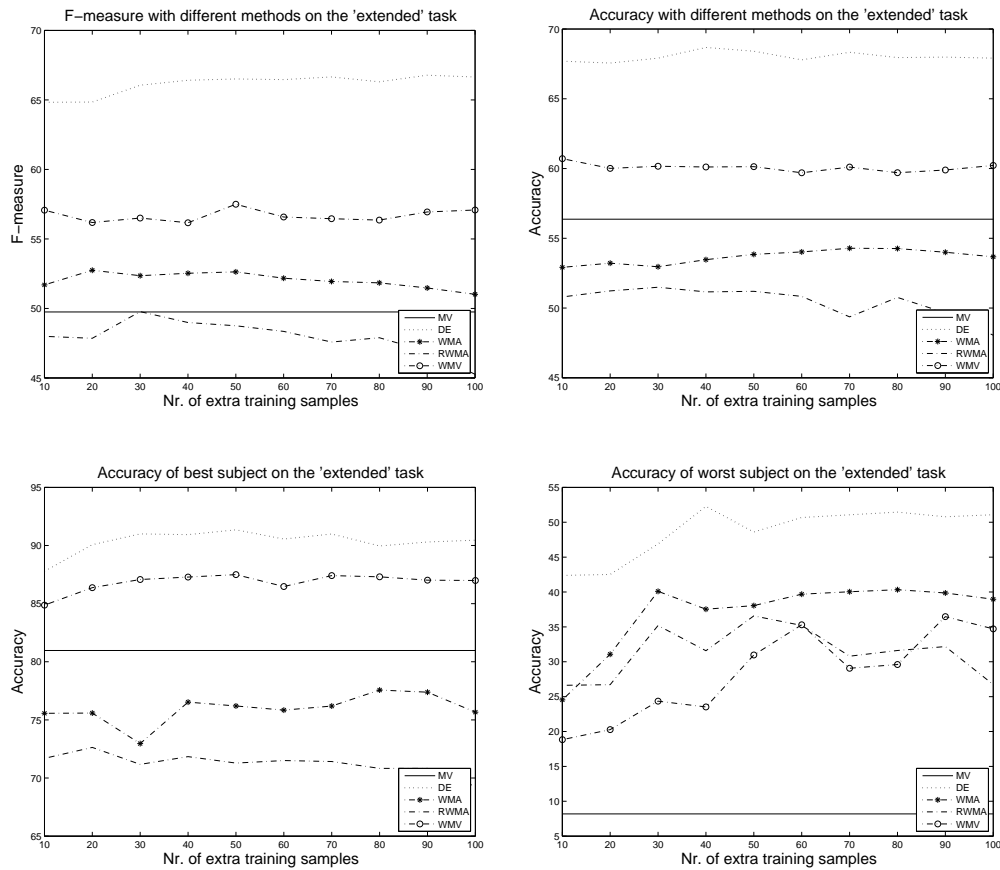 F−measure with different methods on the 'extended' task
70
65
60
55
50
45
F−measure
10 20 30 40 50 60 70 80 90 100
Nr. of extra training samples
MV
DE
WMA
RWMA
WMV
Accuracy with different methods on the 'extended' task
70
65
60
55
50
45
Accuracy
10 20 30 40 50 60 70 80 90 100
Nr. of extra training samples
MV
DE
WMA
RWMA
WMV
Accuracy of best subject on the 'extended' task
95
90
85
80
75
70
65
Accuracy
10 20 30 40 50 60 70 80 90 100
Nr. of extra training samples
MV
DE
WMA
RWMA
WMV
Accuracy of worst subject on the 'extended' task
55
50
45
40
35
30
25
20
15
10
5
Accuracy
10 20 30 40 50 60 70 80 90 100
Nr. of extra training samples
MV
DE
WMA
RWMA
WMV